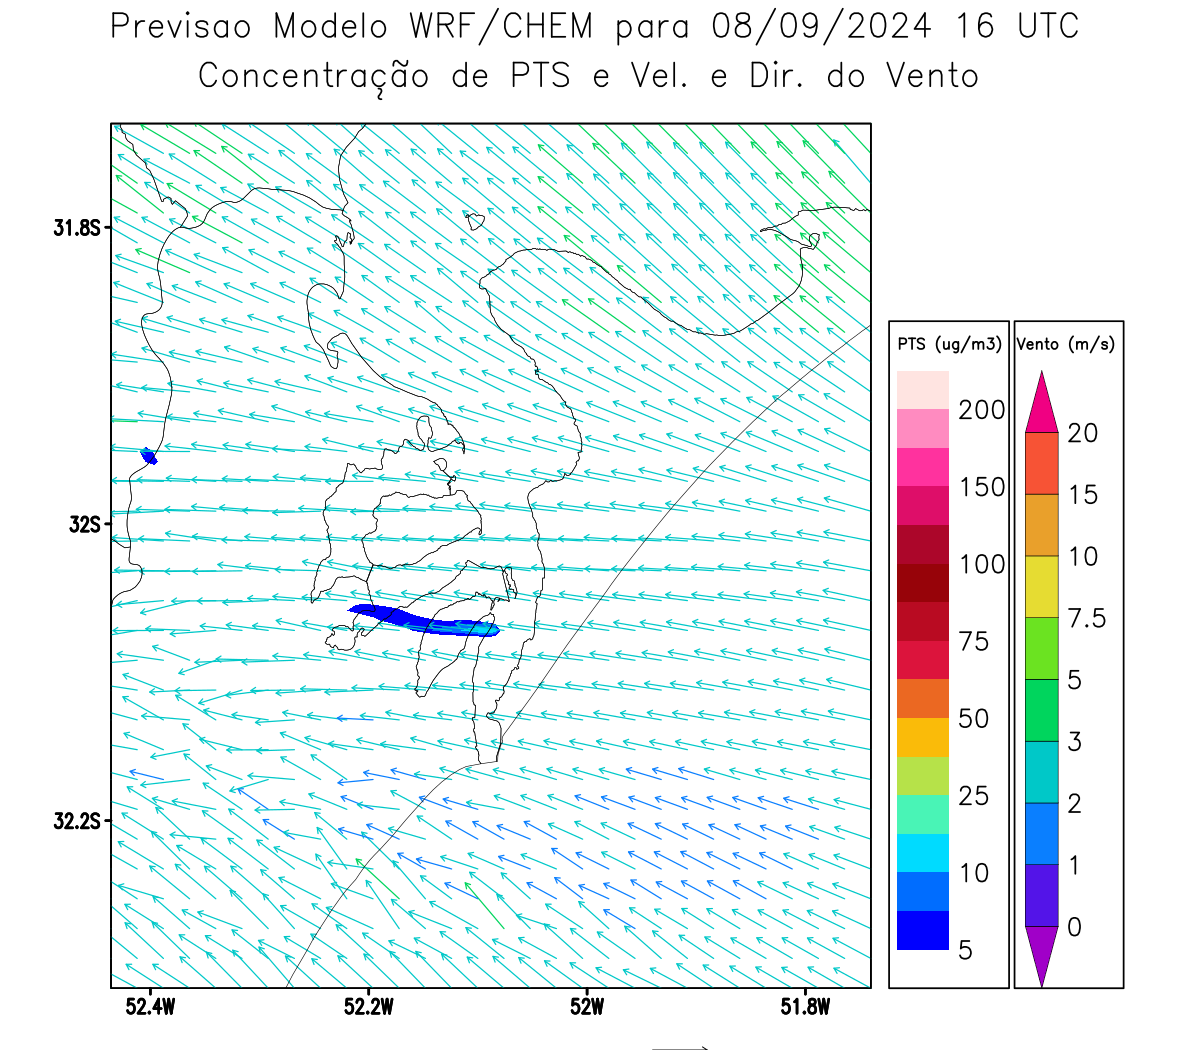 Previsao Modelo WRF/CHEM para 08/09/2024 16 UTC
Concentração de PTS e Vel. e Dir. do Vento
31.8S
32S
32.2S
52.4W 52.2W 52W 51.8W
PTS (ug/m3)
200
150
100
75
50
25
10
5
Vento (m/s)
20
15
10
7.5
5
3
2
1
0